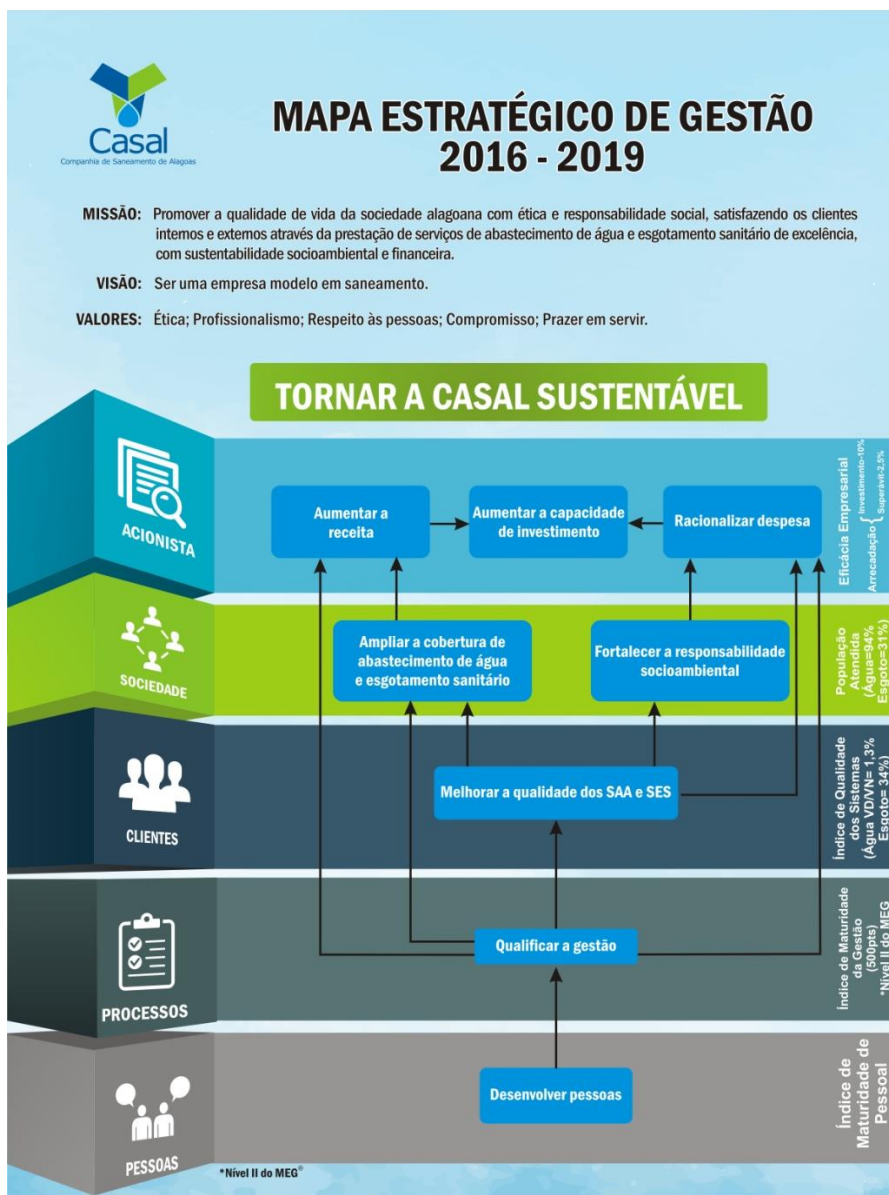 Casal
Companhia de Saneamento de Alagoas
MAPA ESTRATÉGICO DE GESTÃO
2016 - 2019
MISSÃO: Promover a qualidade de vida da sociedade alagoana com ética e responsabilidade social, satisfazendo os clientes
internos e externos através da prestação de serviços de abastecimento de água e esgotamento sanitário de excelência,
com sustentabilidade socioambiental e financeira.
VISÃO: Ser uma empresa modelo em saneamento.
VALORES: Ética; Profissionalismo; Respeito às pessoas; Compromisso; Prazer em servir.
TORNAR A CASAL SUSTENTÁVEL
ACIONISTA
Aumentar a
receita
Aumentar a capacidade
de investimento
Racionalizar despesa
Eficácia Empresarial
Arrecadação { Investimento-10%
Superávit-2,5%
SOCIEDADE
Ampliar a cobertura de
abastecimento de água
e esgotamento sanitário
Fortalecer a responsabilidade
socioambiental
População
Atendida
(Água=94%
Esgoto=31%)
CLIENTES
Melhorar a qualidade dos SAA e SES
Índice de Qualidade
dos Sistemas
(Água VD/VN= 1,3%
Esgoto= 34%)
PROCESSOS
Qualificar a gestão
Índice de Maturidade
da Gestão
(500pts)
*Nível II do MEG
PESSOAS
Desenvolver pessoas
Índice de
Maturidade de
Pessoal
*Nível II do MEG®